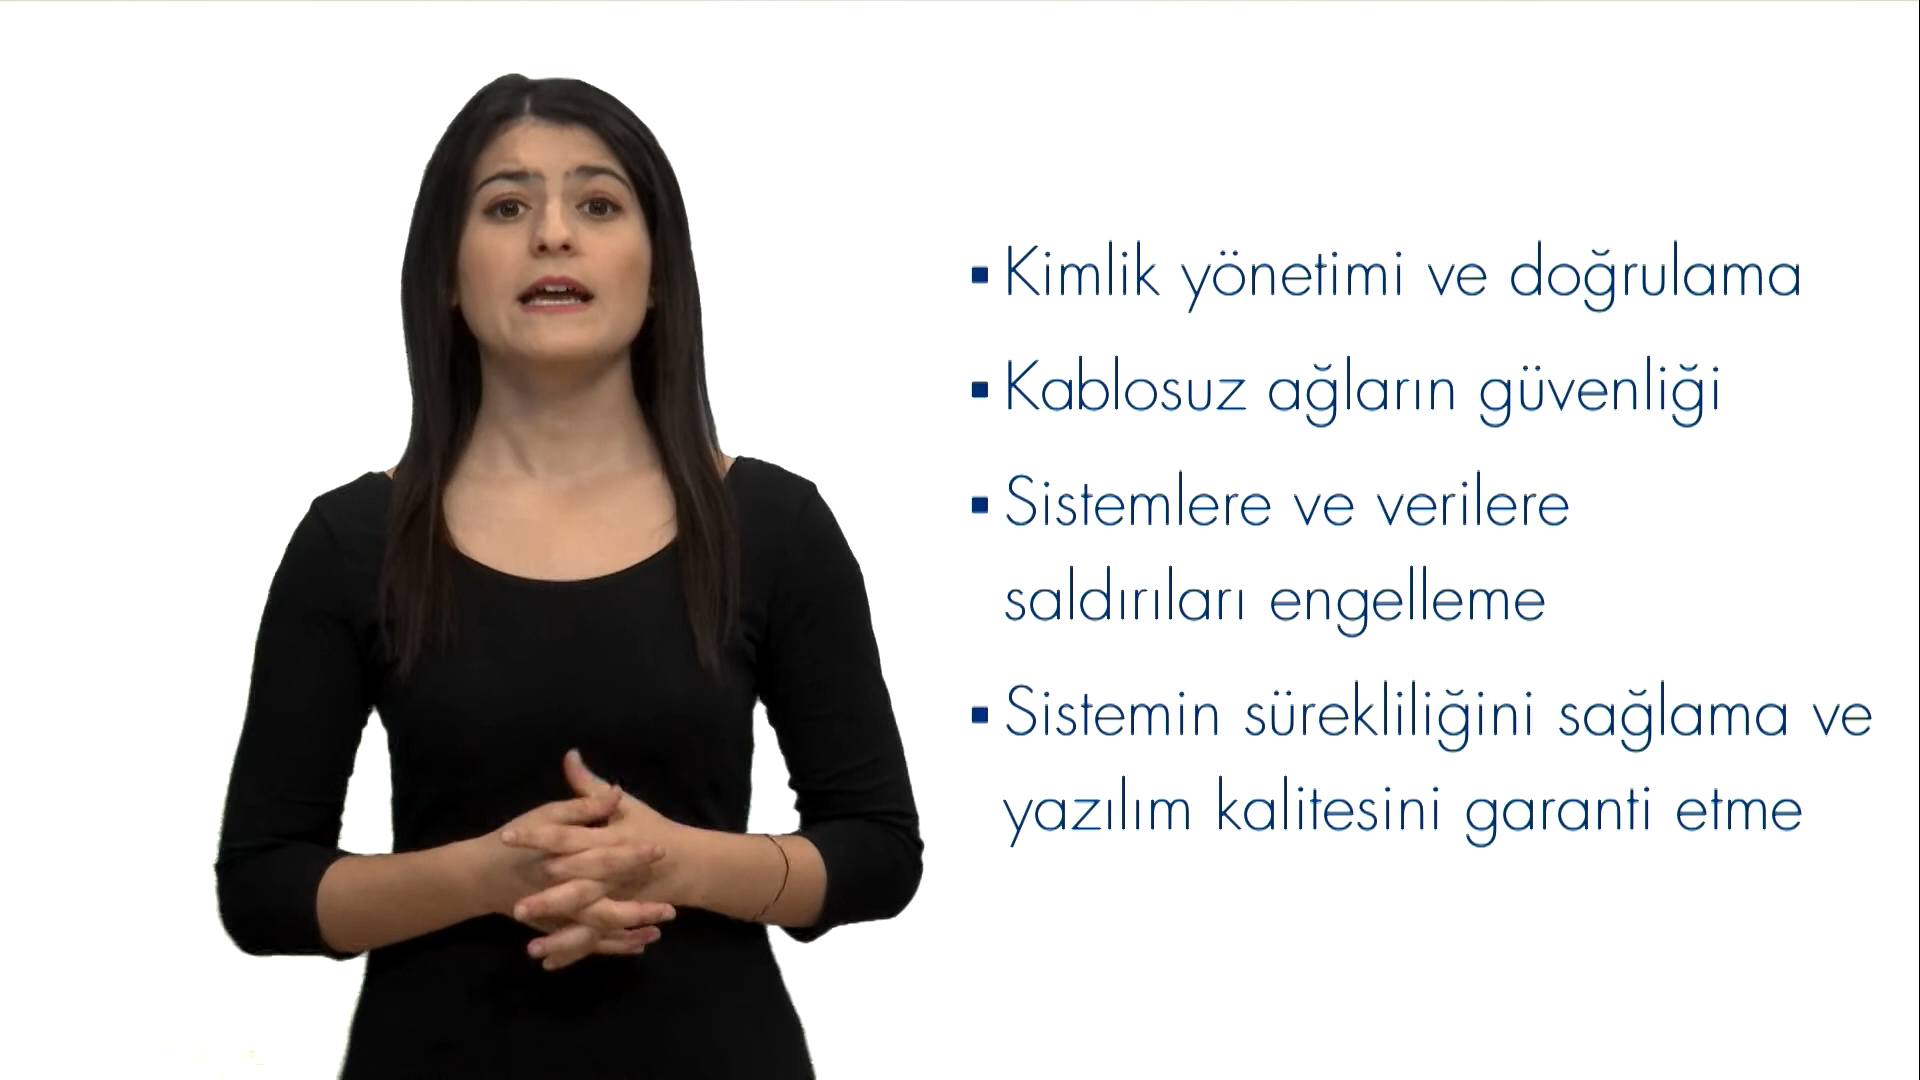 ▪ Kimlik yönetimi ve doğrulama
▪ Kablosuz ağların güvenliği
▪ Sistemlere ve verilere
saldırıları engelleme
▪ Sistemin sürekliliğini sağlama ve
yazılım kalitesini garanti etme